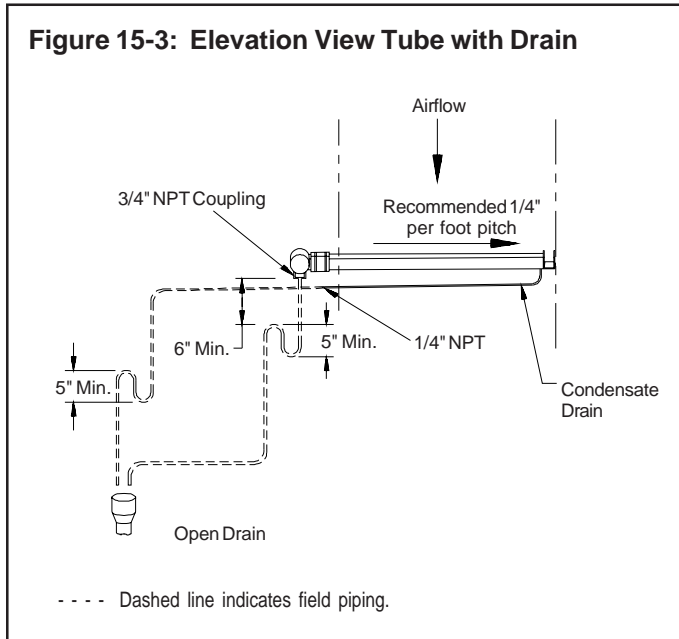 Figure 15-3: Elevation View Tube with Drain
Airflow
3/4" NPT Coupling
Recommended 1/4"
per foot pitch
6" Min.
5" Min.
1/4" NPT
5" Min.
Condensate
Drain
Open Drain
- - - - Dashed line indicates field piping.